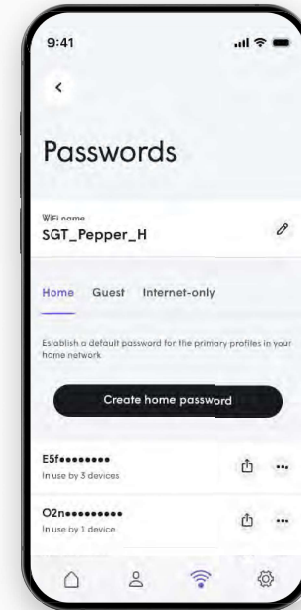 9:41
Passwords
WiFi name
SGT_Pepper_H
Home Guest Internet-only
Establish a default password for the primary profiles in your
home network
Create home password
E5f●●●●●●●●
In use by 3 devices
O2n●●●●●●●●●
In use by 1 device